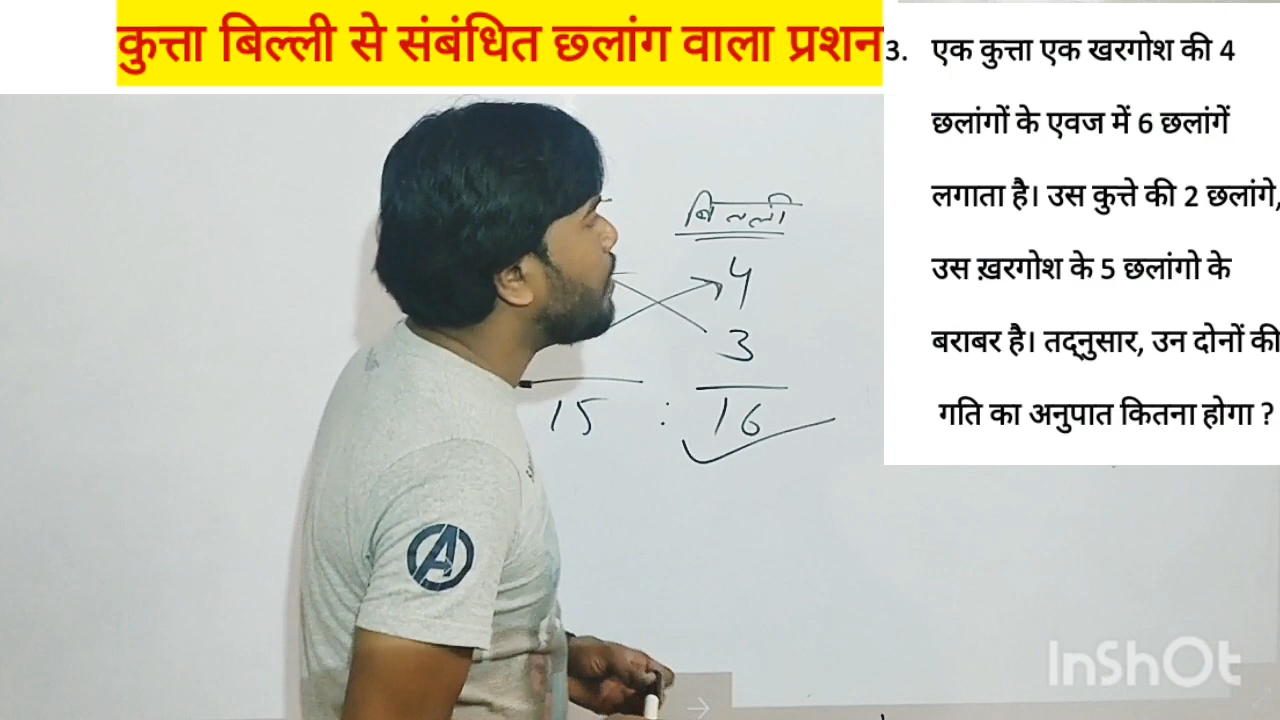 कुत्ता बिल्ली से संबंधित छलांग वाला प्रशन
3. एक कुत्ता एक खरगोश की 4
छलांगों के एवज में 6 छलांगें
लगाता है। उस कुत्ते की 2 छलांगे,
उस ख़रगोश के 5 छलांगो के
बराबर है। तद्नुसार, उन दोनों की
गति का अनुपात कितना होगा ?
बिल्ली
4
3
15 : 16
InShOt